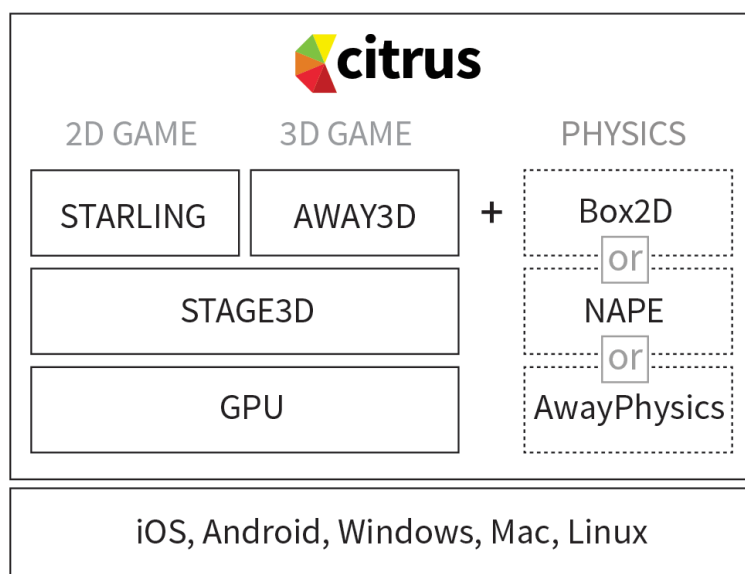 citrus
2D GAME 3D GAME PHYSICS
STARLING AWAY3D + Box2D
or
STAGE3D NAPE
or
GPU AwayPhysics
iOS, Android, Windows, Mac, Linux